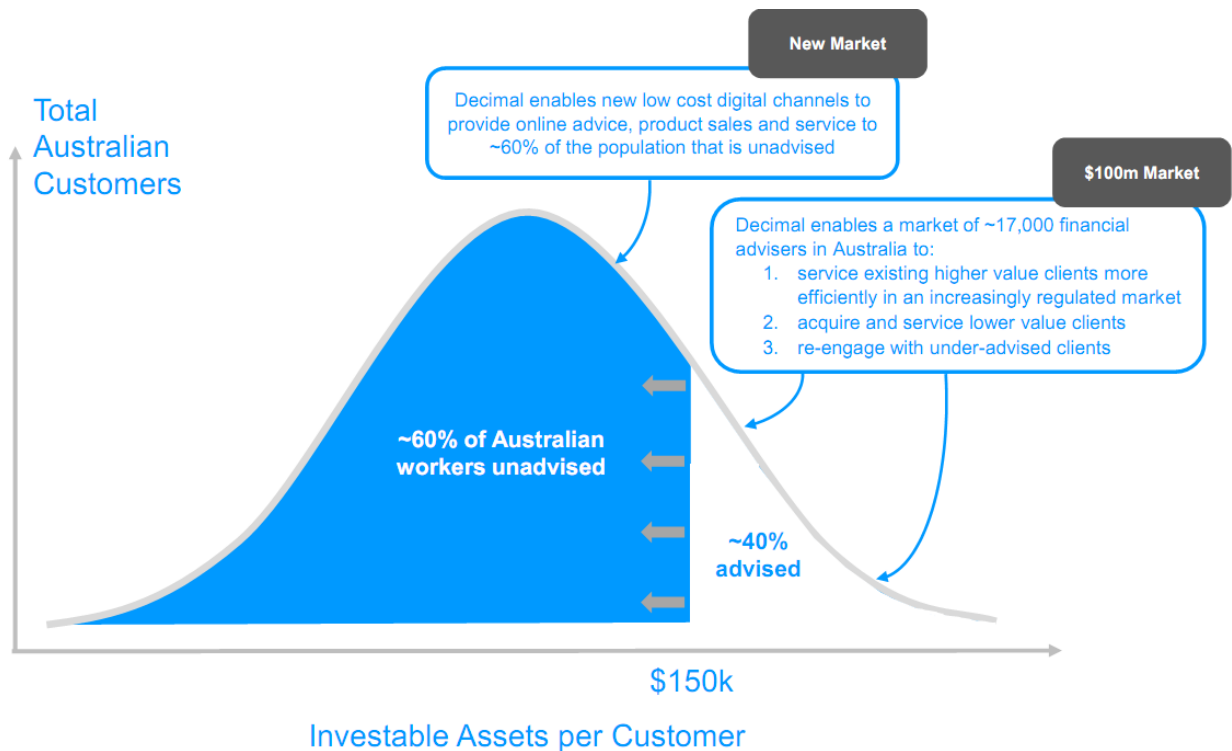 New Market
Decimal enables new low cost digital channels to
provide online advice, product sales and service to
~60% of the population that is unadvised
Total
Australian
Customers
$100m Market
Decimal enables a market of ~17,000 financial
advisers in Australia to:
1. service existing higher value clients more
efficiently in an increasingly regulated market
2. acquire and service lower value clients
3. re-engage with under-advised clients
~60% of Australian
workers unadvised
~40%
advised
$150k
Investable Assets per Customer